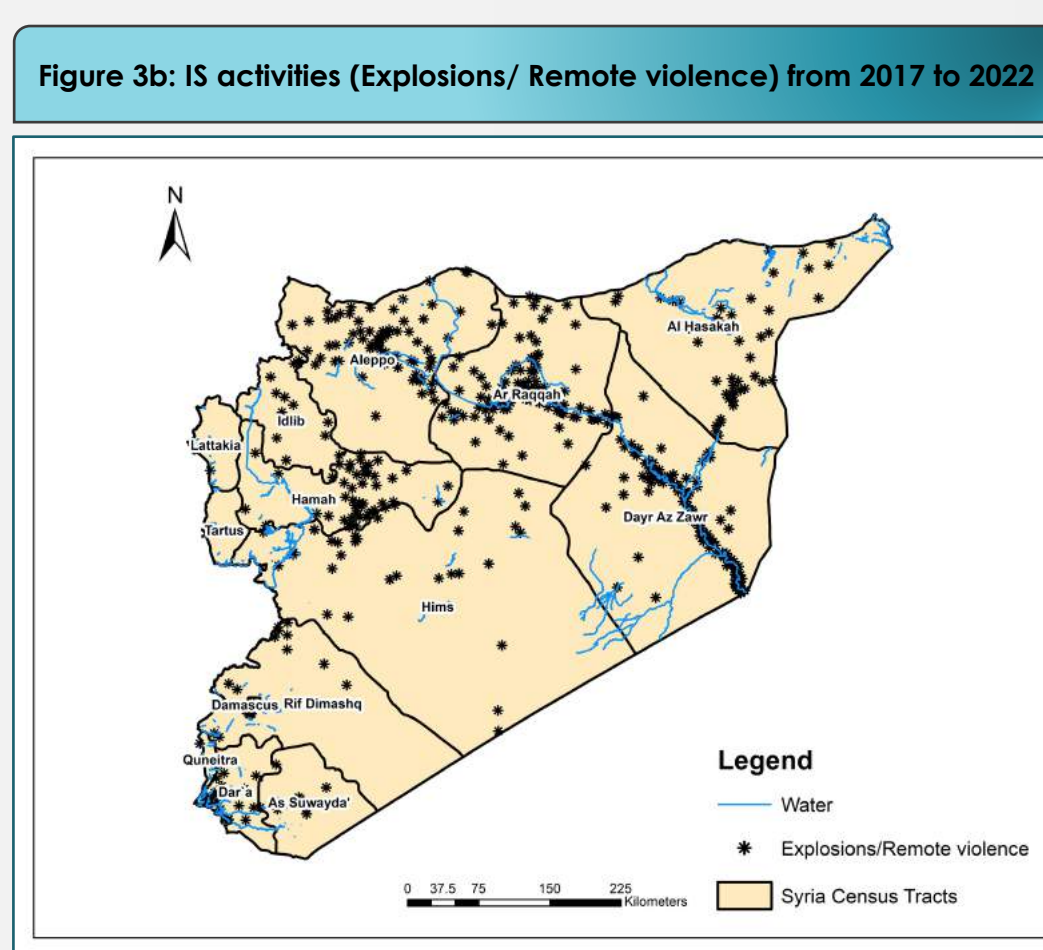 Figure 3b: IS activities (Explosions/ Remote violence) from 2017 to 2022
N
Al Ḥasakah
Aleppo
Ar Raqqah
Idlib
Lattakia
Hamah
Dayr Az Zawr
Tartus
Hims
Damascus Rif Dimashq
Quneitra
Dar`a
As Suwayda'
Legend
Water
Explosions/Remote violence
Syria Census Tracts
0 37.5 75 150 225
Kilometers